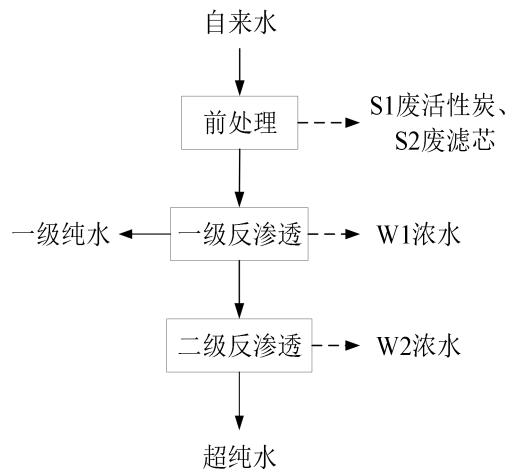 自来水
前处理
S1废活性炭、
S2废滤芯
一级纯水
一级反渗透
W1浓水
二级反渗透
W2浓水
超纯水